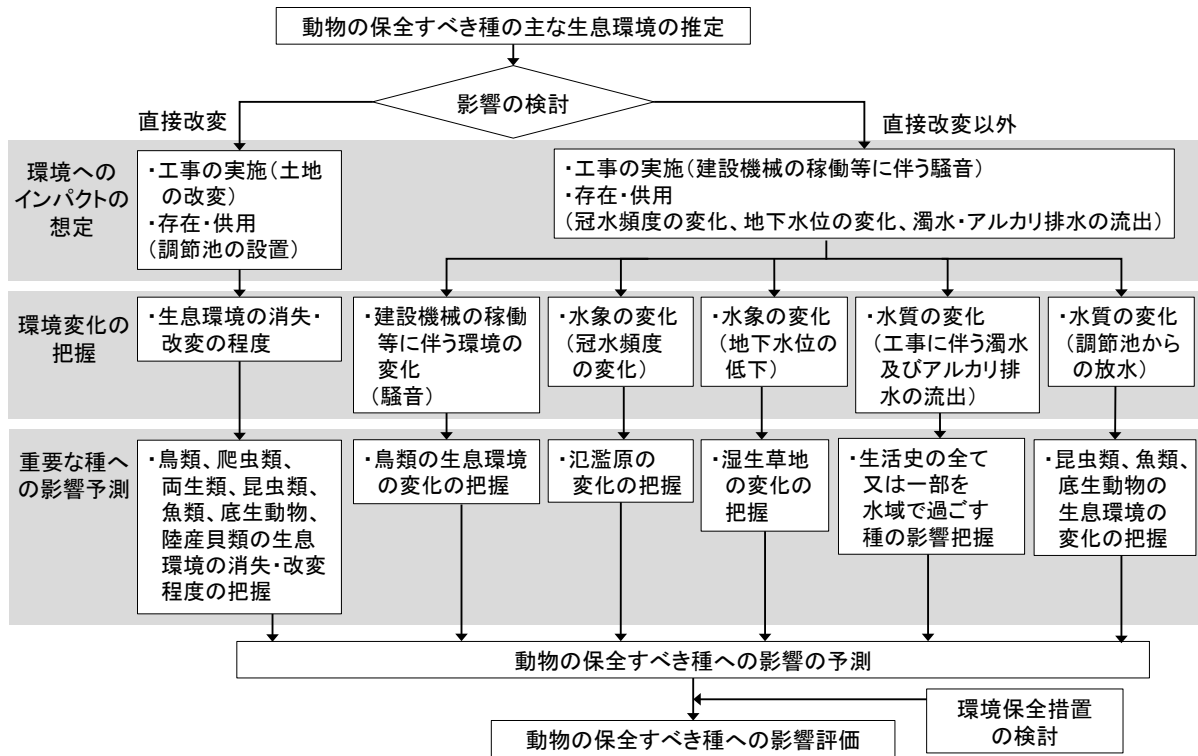 動物の保全すべき種の主な生息環境の推定
影響の検討
直接改変
直接改変以外
環境への
インパクトの
想定
・工事の実施(土地
の改変)
・存在・供用
(調節池の設置)
・工事の実施(建設機械の稼働等に伴う騒音)
・存在・供用
(冠水頻度の変化、地下水位の変化、濁水・アルカリ排水の流出)
環境変化の
把握
・生息環境の消失・
改変の程度
・建設機械の稼働
等に伴う環境の
変化
(騒音)
・水象の変化
(冠水頻度
の変化)
・水象の変化
(地下水位の
低下)
・水質の変化
(工事に伴う濁水
及びアルカリ排
水の流出)
・水質の変化
(調節池から
の放水)
重要な種へ
の影響予測
・鳥類、爬虫類、
両生類、昆虫類、
魚類、底生動物、
陸産貝類の生息
環境の消失・改変
程度の把握
・鳥類の生息環境
の変化の把握
・氾濫原の
変化の把握
・湿生草地
の変化の
把握
・生活史の全て
又は一部を
水域で過ごす
種の影響把握
・昆虫類、魚類、
底生動物の
生息環境の
変化の把握
動物の保全すべき種への影響の予測
環境保全措置
の検討
動物の保全すべき種への影響評価